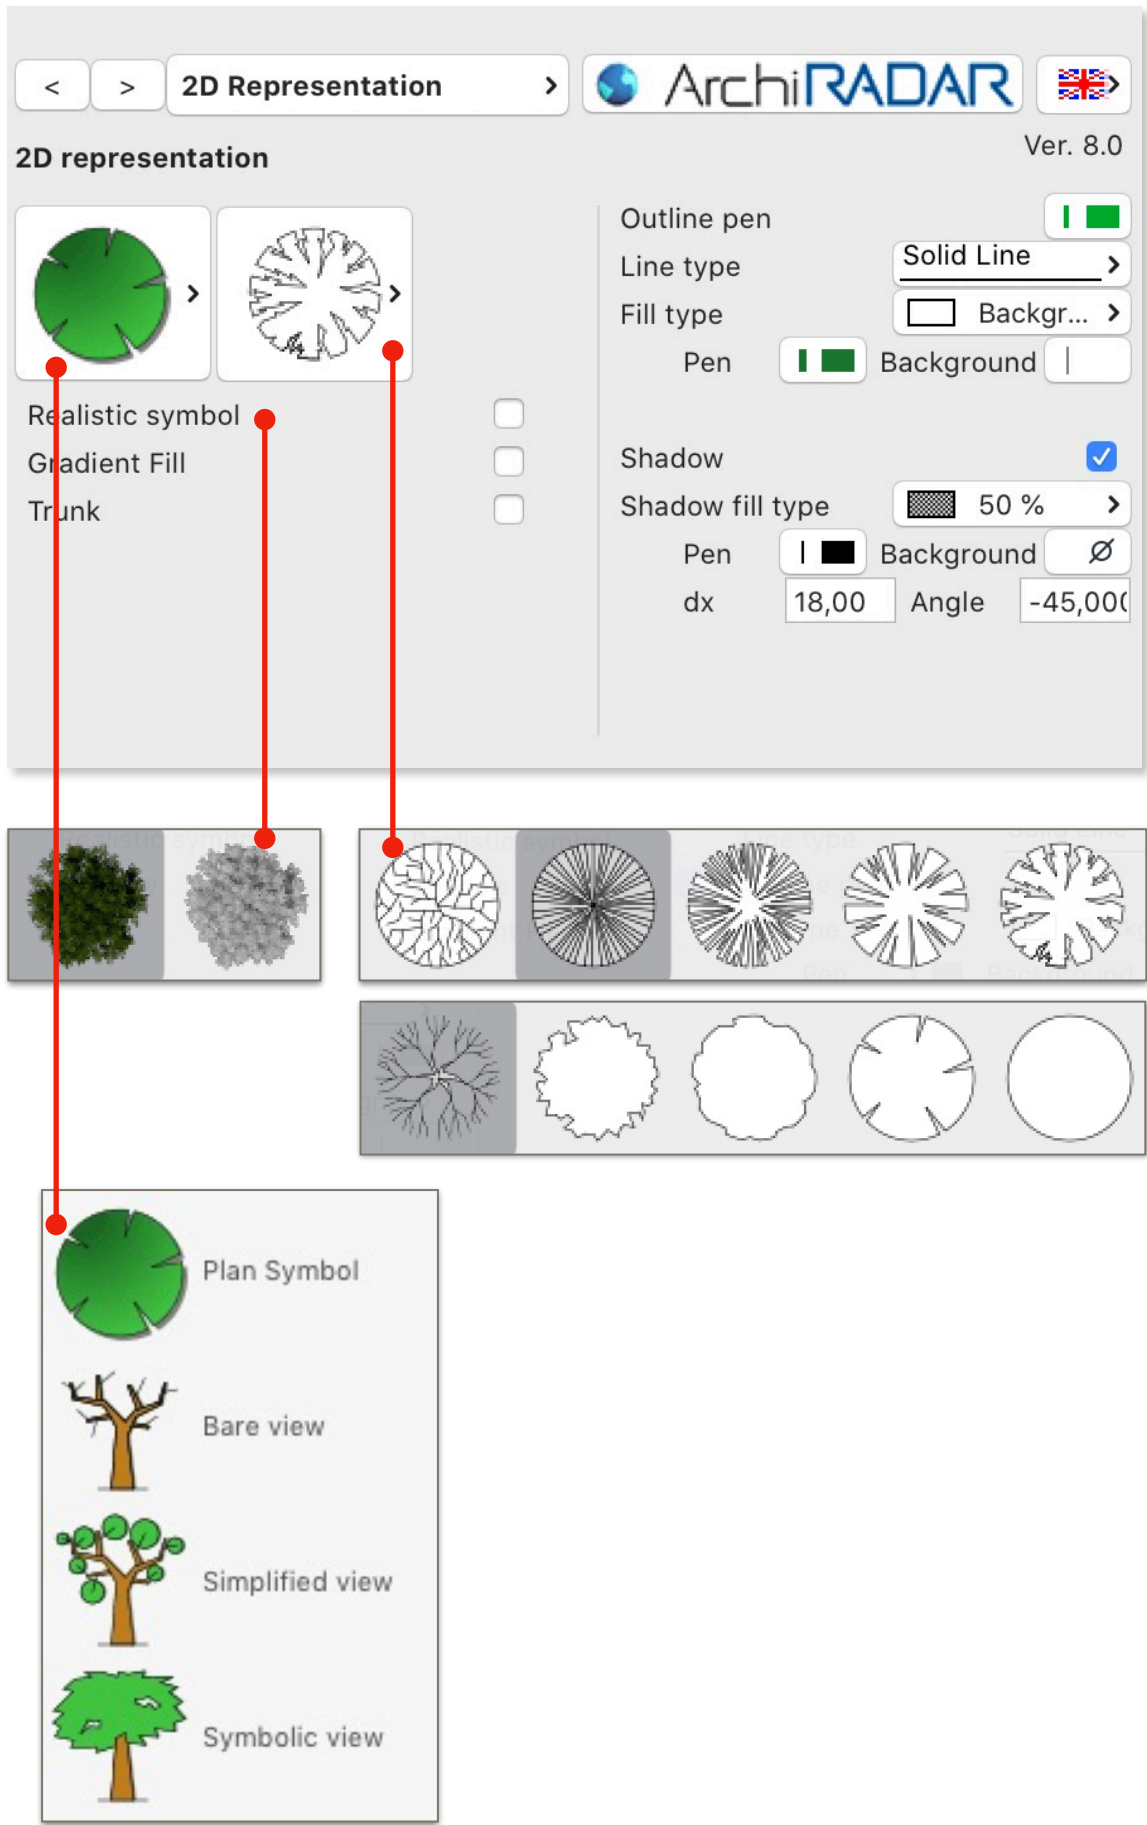 < > 2D Representation > ArchiRADAR >
2D representation
Ver. 8.0
Realistic symbol
Gradient Fill
Trunk
Outline pen
Line type Solid Line >
Fill type Backgr... >
Pen Background
Shadow
Shadow fill type 50 % >
Pen Background
dx 18,00 Angle -45,00
Plan Symbol
Bare view
Simplified view
Symbolic view